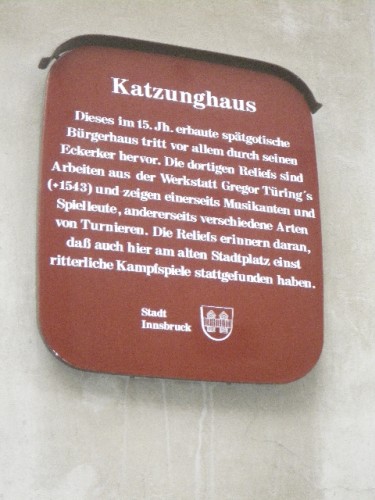 Katzunghaus
Dieses im 15. Jh. erbaute spätgotische
Bürgerhaus tritt vor allem durch seinen
Eckerker hervor. Die dortigen Reliefs sind
Arbeiten aus der Werkstatt Gregor Türing´s
(+1543) und zeigen einerseits Musikanten und
Spielleute, andererseits verschiedene Arten
von Turnieren. Die Reliefs erinnern daran,
daß auch hier am alten Stadtplatz einst
ritterliche Kampfspiele stattgefunden haben.
Stadt
Innsbruck